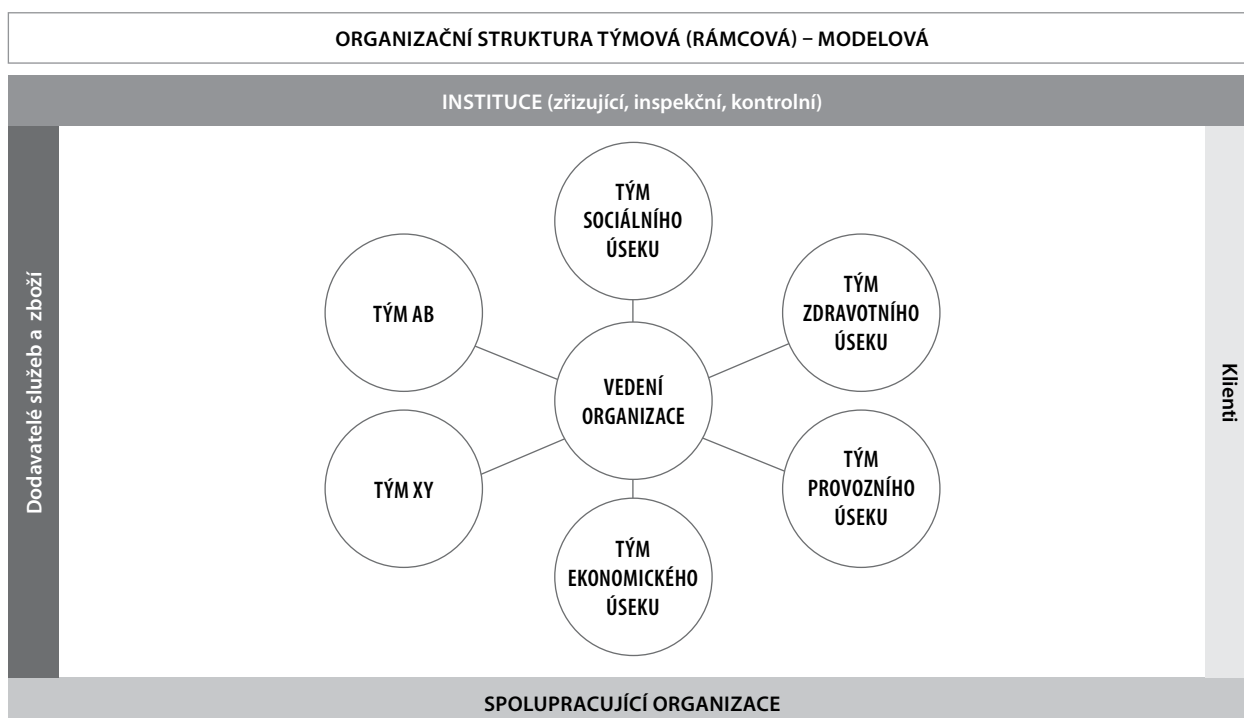 ORGANIZAČNÍ STRUKTURA TÝMOVÁ (RÁMCOVÁ) – MODELOVÁ
INSTITUCE (zřizující, inspekční, kontrolní)
Dodavatelé služeb a zboží
TÝM
SOCIÁLNÍHO
ÚSEKU
TÝM AB
TÝM
ZDRAVOTNÍHO
ÚSEKU
VEDENÍ
ORGANIZACE
TÝM XY
TÝM
PROVOZNÍHO
ÚSEKU
TÝM
EKONOMICKÉHO
ÚSEKU
Klienti
SPOLUPRACUJÍCÍ ORGANIZACE